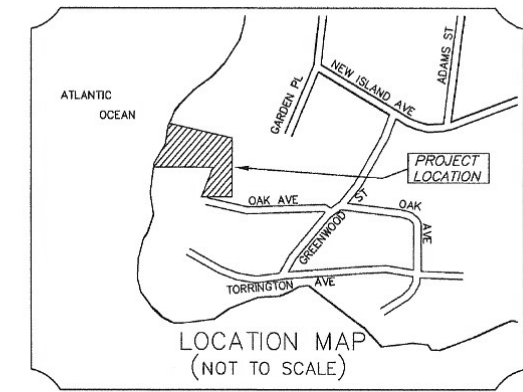 ATLANTIC
OCEAN
GARDEN PL
NEW ISLAND AVE
ADAMS ST
PROJECT
LOCATION
OAK AVE
GREENWOOD ST
OAK AVE
TORRINGTON AVE
LOCATION MAP
(NOT TO SCALE)